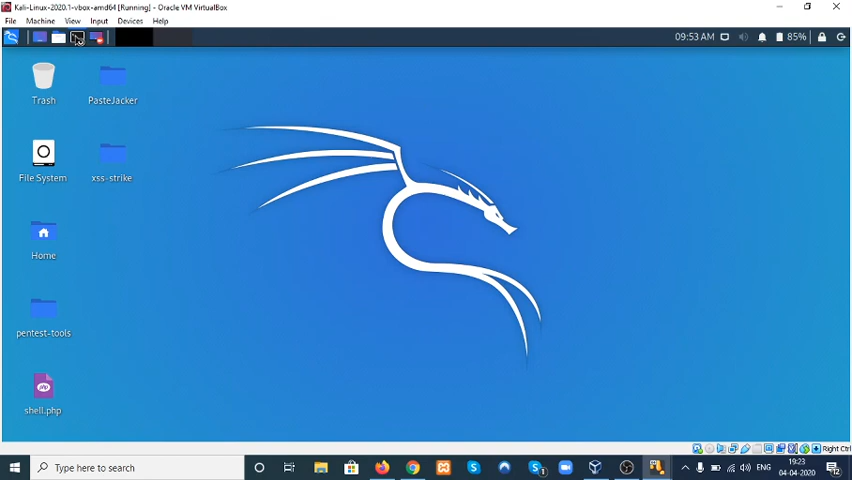 Kali-Linux-2020.1-vbox-amd64 [Running] - Oracle VM VirtualBox
File Machine View Input Devices Help
09:53 AM 85%
Trash PasteJacker
File System xss-strike
Home
pentest-tools
php
shell.php
Right Ctrl
Type here to search
ENG
19:23
04-04-2020